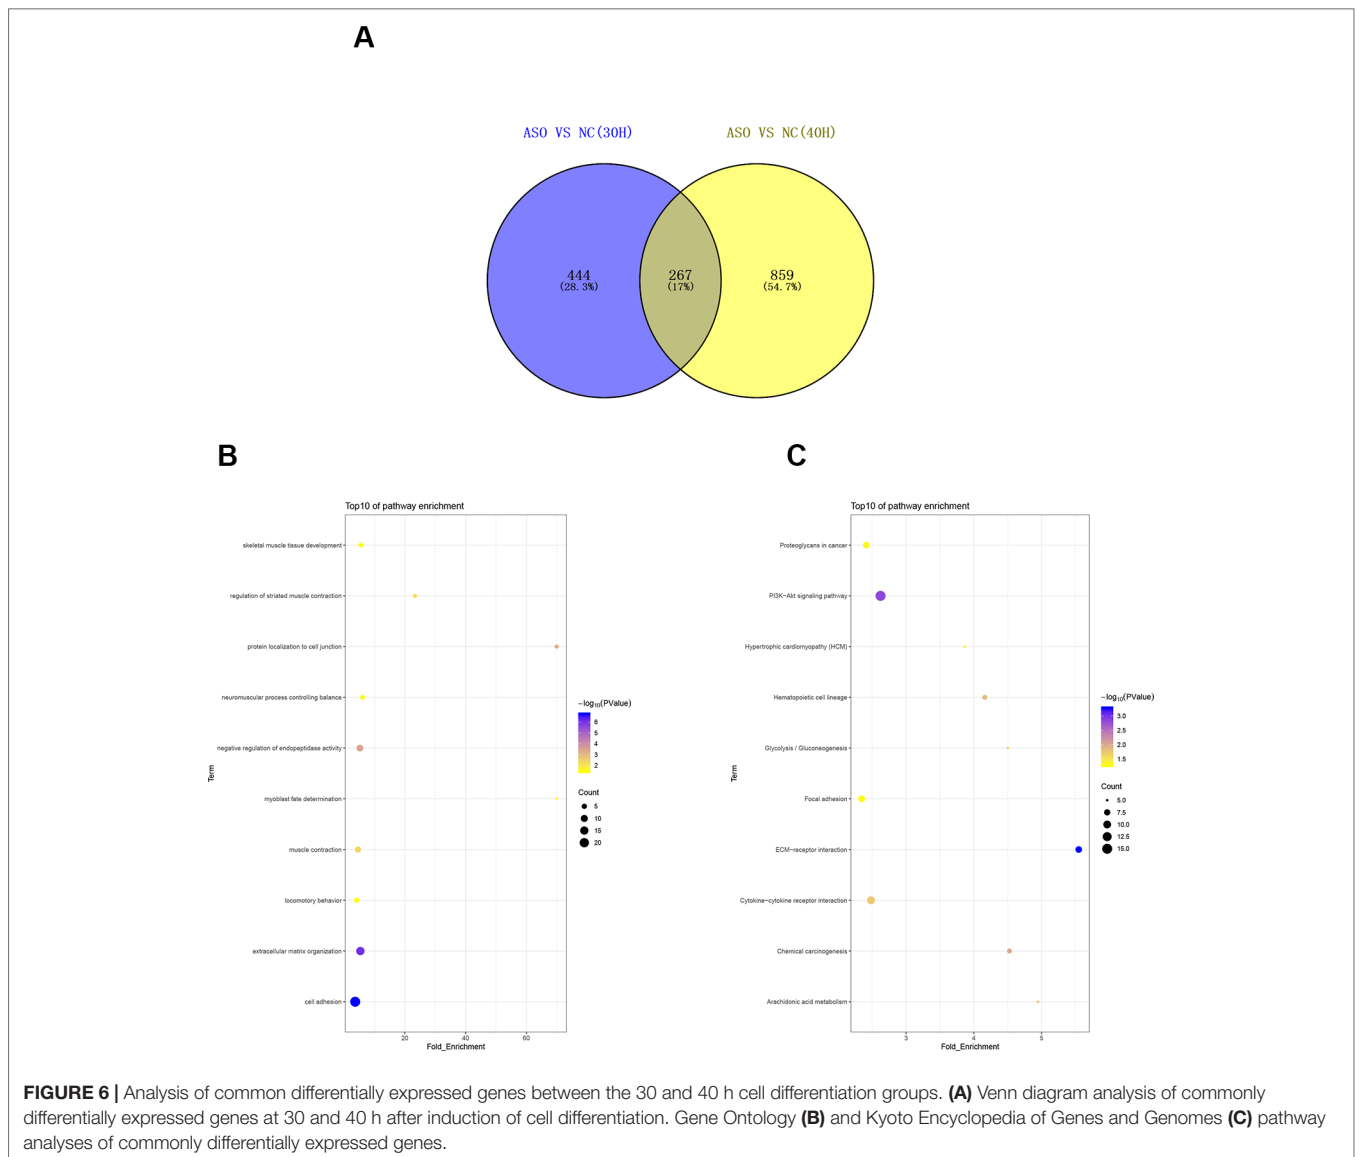 A
ASO VS NC(30H)
ASO VS NC(40H)
444
(28.3%)
267
(17%)
859
(54.7%)
B
Top10 of pathway enrichment
skeletal muscle tissue development
regulation of striated muscle contraction
protein localization to cell junction
neuromuscular process controlling balance
negative regulation of endopeptidase activity
myoblast fate determination
muscle contraction
locomotory behavior
extracellular matrix organization
cell adhesion
Term
20 40 60
Fold_Enrichment
−log10(PValue)
6
5
4
3
2
Count
5
10
15
20
C
Top10 of pathway enrichment
Proteoglycans in cancer
PI3K−Akt signaling pathway
Hypertrophic cardiomyopathy (HCM)
Hematopoietic cell lineage
Glycolysis / Gluconeogenesis
Focal adhesion
ECM−receptor interaction
Cytokine−cytokine receptor interaction
Chemical carcinogenesis
Arachidonic acid metabolism
Term
3 4 5
Fold_Enrichment
−log10(PValue)
3.0
2.5
2.0
1.5
Count
5.0
7.5
10.0
12.5
15.0
FIGURE 6 | Analysis of common differentially expressed genes between the 30 and 40 h cell differentiation groups. (A) Venn diagram analysis of commonly
differentially expressed genes at 30 and 40 h after induction of cell differentiation. Gene Ontology (B) and Kyoto Encyclopedia of Genes and Genomes (C) pathway
analyses of commonly differentially expressed genes.